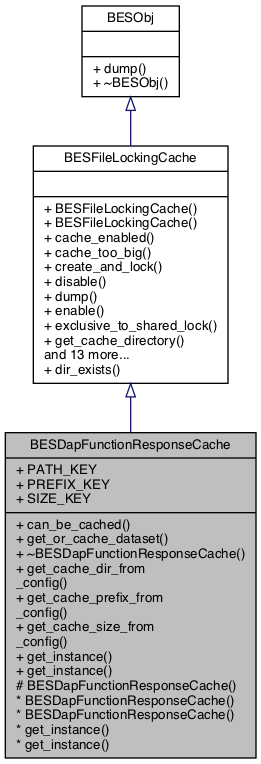 BESObj
+ dump()
+ ~BESObj()
BESFileLockingCache
+ BESFileLockingCache()
+ BESFileLockingCache()
+ cache_enabled()
+ cache_too_big()
+ create_and_lock()
+ disable()
+ dump()
+ enable()
+ exclusive_to_shared_lock()
+ get_cache_directory()
and 13 more...
+ dir_exists()
BESDapFunctionResponseCache
+ PATH_KEY
+ PREFIX_KEY
+ SIZE_KEY
+ can_be_cached()
+ get_or_cache_dataset()
+ ~BESDapFunctionResponseCache()
+ get_cache_dir_from
_config()
+ get_cache_prefix_from
_config()
+ get_cache_size_from
_config()
+ get_instance()
+ get_instance()
# BESDapFunctionResponseCache()
* BESDapFunctionResponseCache()
* BESDapFunctionResponseCache()
* get_instance()
* get_instance()